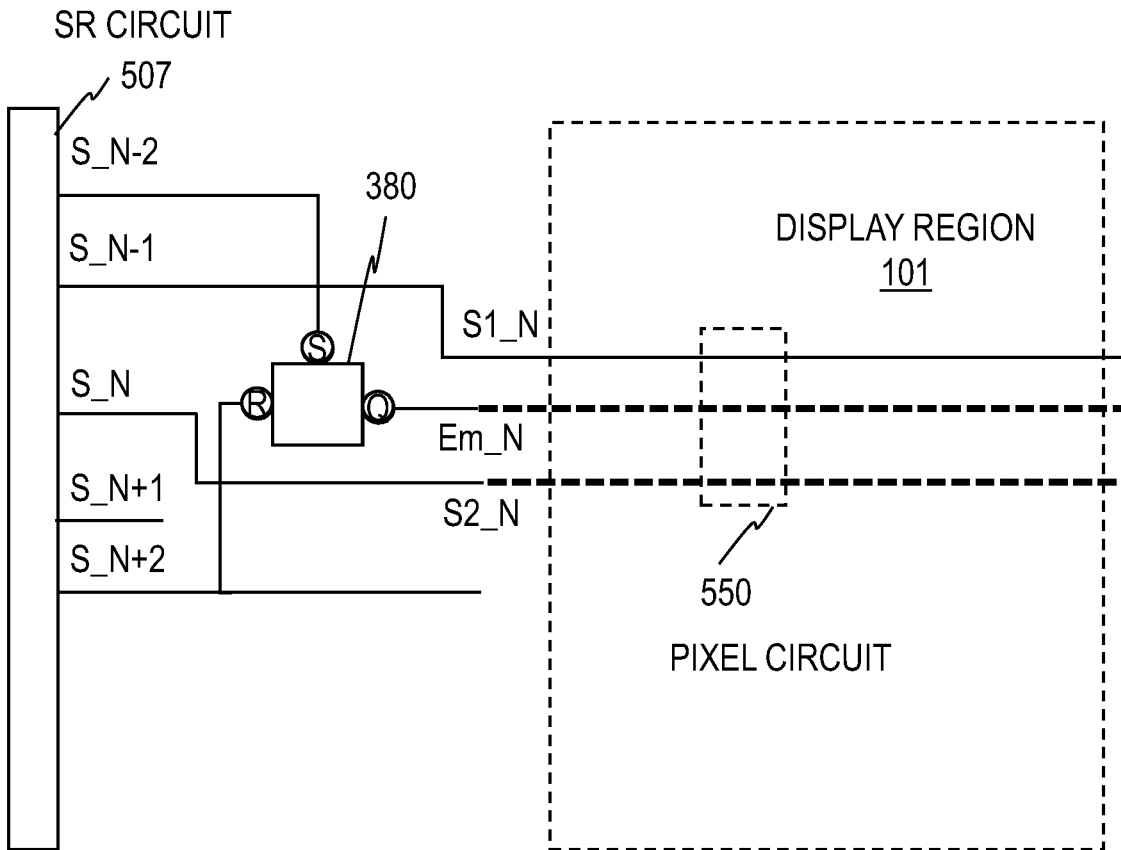 SR CIRCUIT
507
S_N-2
380
S_N-1
DISPLAY REGION
101
S1_N
S
S_N
R
Q
Em_N
S_N+1
S2_N
S_N+2
550
PIXEL CIRCUIT